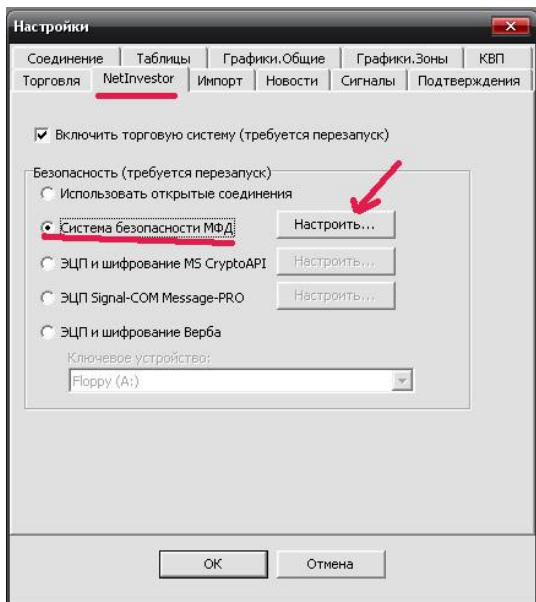 Настройки
Соединение Таблицы Графики.Общие Графики.Зоны КВП
Торговля NetInvestor Импорт Новости Сигналы Подтверждения
Включить торговую систему (требуется перезапуск)
Безопасность (требуется перезапуск)
Использовать открытые соединения
Система безопасности МФД Настроить...
ЭЦП и шифрование MS CryptoAPI Настроить...
ЭЦП Signal-COM Message-PRO Настроить...
ЭЦП и шифрование Верба
Ключевое устройство:
Floppy (A:)
OK Отмена